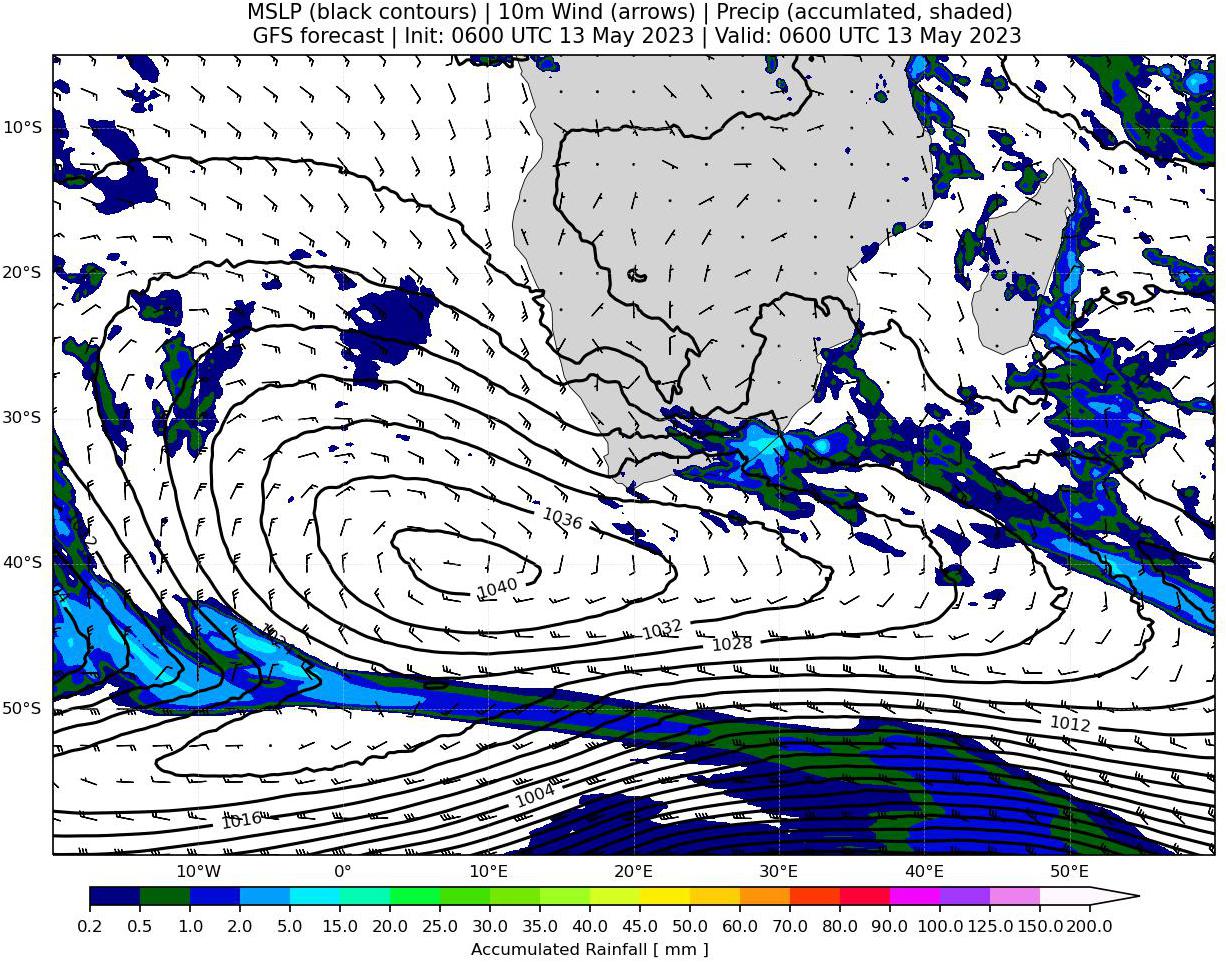 MSLP (black contours) | 10m Wind (arrows) | Precip (accumlated, shaded)
GFS forecast | Init: 0600 UTC 13 May 2023 | Valid: 0600 UTC 13 May 2023
10°S
20°S
30°S
1036
40°S
1040
1032
1028
50°S
1012
1004
1016
10°W 0° 10°E 20°E 30°E 40°E 50°E
0.2 0.5 1.0 2.0 5.0 15.0 20.0 25.0 30.0 35.0 40.0 45.0 50.0 60.0 70.0 80.0 90.0 100.0 125.0 150.0 200.0
Accumulated Rainfall [ mm ]